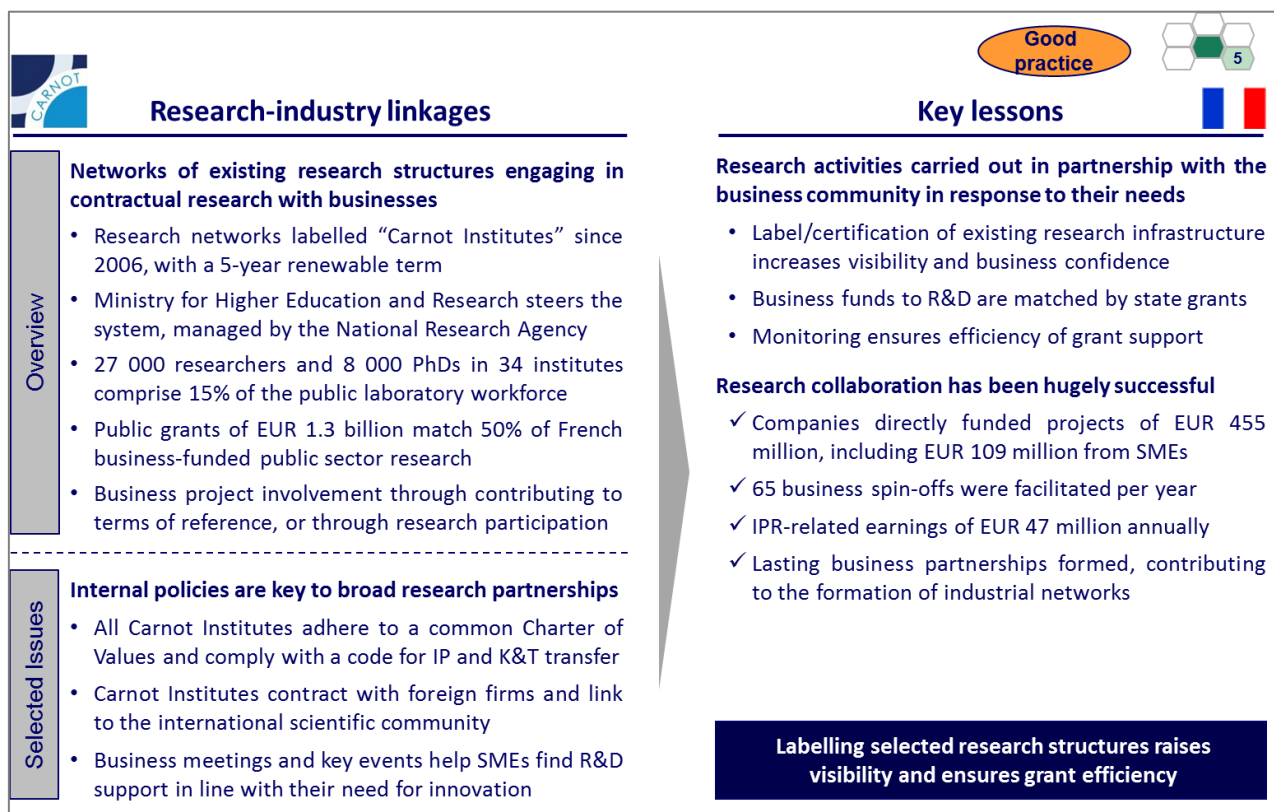 Good
practice
5
CARNOT
Research-industry linkages
Key lessons
Overview
Networks of existing research structures engaging in
contractual research with businesses
• Research networks labelled “Carnot Institutes” since
2006, with a 5-year renewable term
• Ministry for Higher Education and Research steers the
system, managed by the National Research Agency
• 27 000 researchers and 8 000 PhDs in 34 institutes
comprise 15% of the public laboratory workforce
• Public grants of EUR 1.3 billion match 50% of French
business-funded public sector research
• Business project involvement through contributing to
terms of reference, or through research participation
Selected Issues
Internal policies are key to broad research partnerships
• All Carnot Institutes adhere to a common Charter of
Values and comply with a code for IP and K&T transfer
• Carnot Institutes contract with foreign firms and link
to the international scientific community
• Business meetings and key events help SMEs find R&D
support in line with their need for innovation
Research activities carried out in partnership with the
business community in response to their needs
• Label/certification of existing research infrastructure
increases visibility and business confidence
• Business funds to R&D are matched by state grants
• Monitoring ensures efficiency of grant support
Research collaboration has been hugely successful
✓ Companies directly funded projects of EUR 455
million, including EUR 109 million from SMEs
✓ 65 business spin-offs were facilitated per year
✓ IPR-related earnings of EUR 47 million annually
✓ Lasting business partnerships formed, contributing
to the formation of industrial networks
Labelling selected research structures raises
visibility and ensures grant efficiency